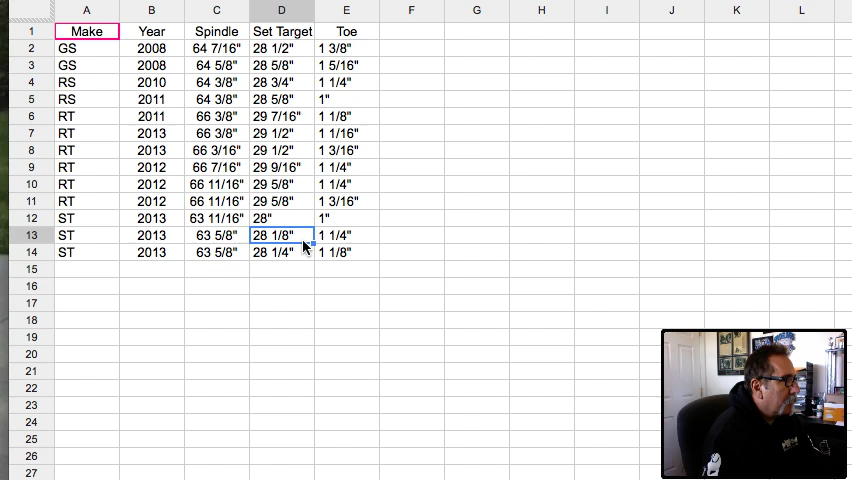 A B C D E F G H I J K L
1 Make Year Spindle Set Target Toe
2 GS 2008 64 7/16" 28 1/2" 1 3/8"
3 GS 2008 64 5/8" 28 5/8" 1 5/16"
4 RS 2010 64 3/8" 28 3/4" 1 1/4"
5 RS 2011 64 3/8" 28 5/8" 1"
6 RT 2011 66 3/8" 29 7/16" 1 1/8"
7 RT 2013 66 3/8" 29 1/2" 1 1/16"
8 RT 2013 66 3/16" 29 1/2" 1 3/16"
9 RT 2012 66 7/16" 29 9/16" 1 1/4"
10 RT 2012 66 11/16" 29 5/8" 1 1/4"
11 RT 2012 66 11/16" 29 5/8" 1 3/16"
12 ST 2013 63 11/16" 28" 1"
13 ST 2013 63 5/8" 28 1/8" 1 1/4"
14 ST 2013 63 5/8" 28 1/4" 1 1/8"
15
16
17
18
19
20
21
22
23
24
25
26
27